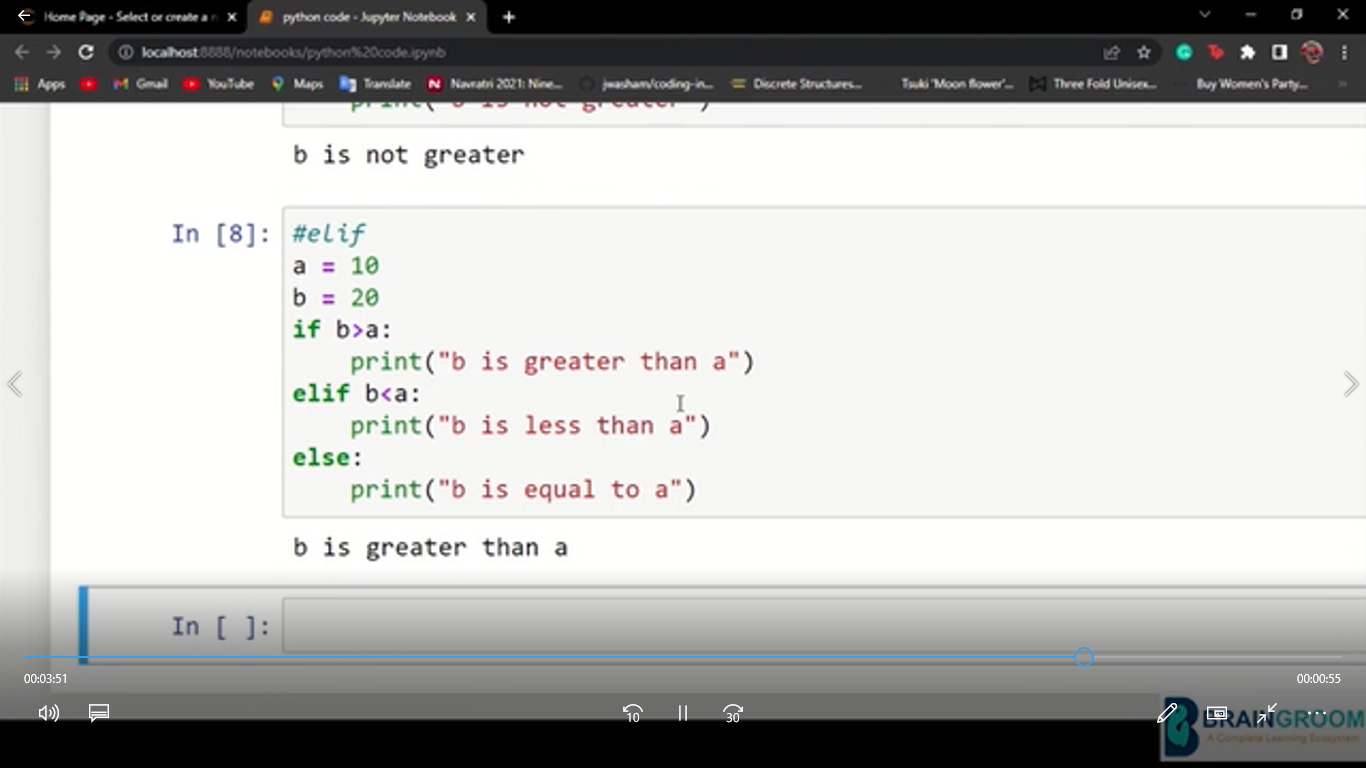 Home Page - Select or create a n
python code - Jupyter Notebook
localhost:8888/notebooks/python%20code.ipynb
Apps
Gmail
YouTube
Maps
Translate
Navratri 2021: Nine...
jwasham/coding-in...
Discrete Structures...
Tsuki 'Moon flower'...
Three Fold Unisex...
Buy Women's Party...
print("b is not greater")
b is not greater
In [8]:
#elif
a = 10
b = 20
if b>a:
    print("b is greater than a")
elif b<a:
    print("b is less than a")
else:
    print("b is equal to a")
b is greater than a
In [ ]:
00:03:51
00:00:55
10
30
BRAINGROOM
A Complete Learning Ecosystem